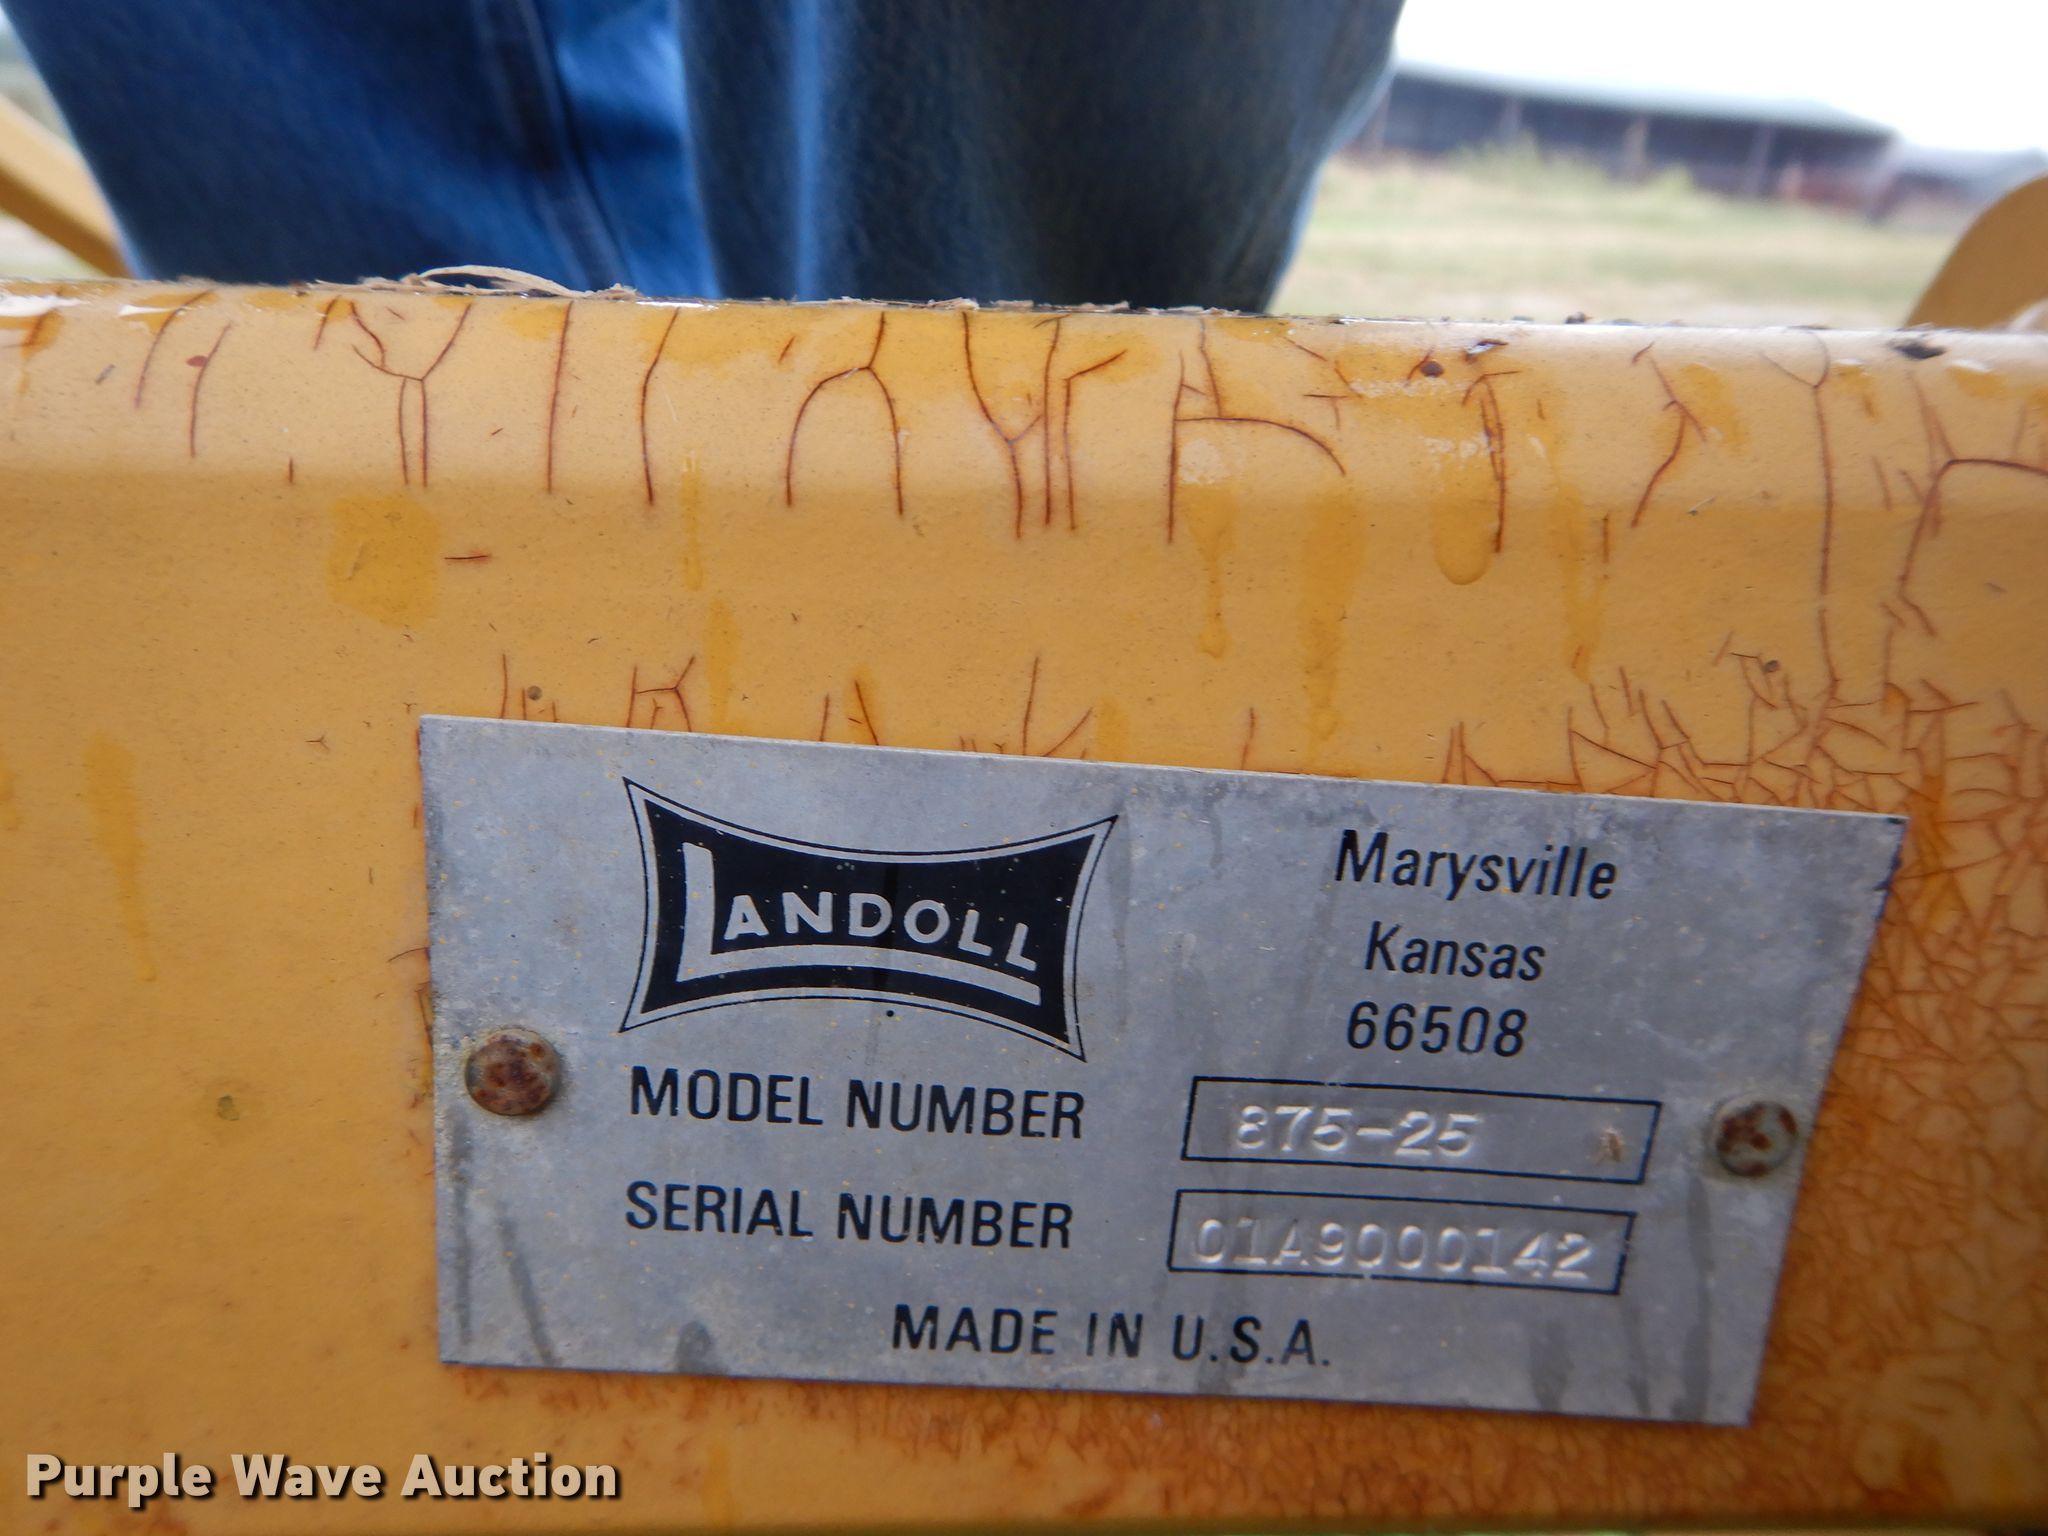 LANDOLL
Marysville
Kansas
66508
MODEL NUMBER 875-25
SERIAL NUMBER 01A9000142
MADE IN U.S.A.
Purple Wave Auction